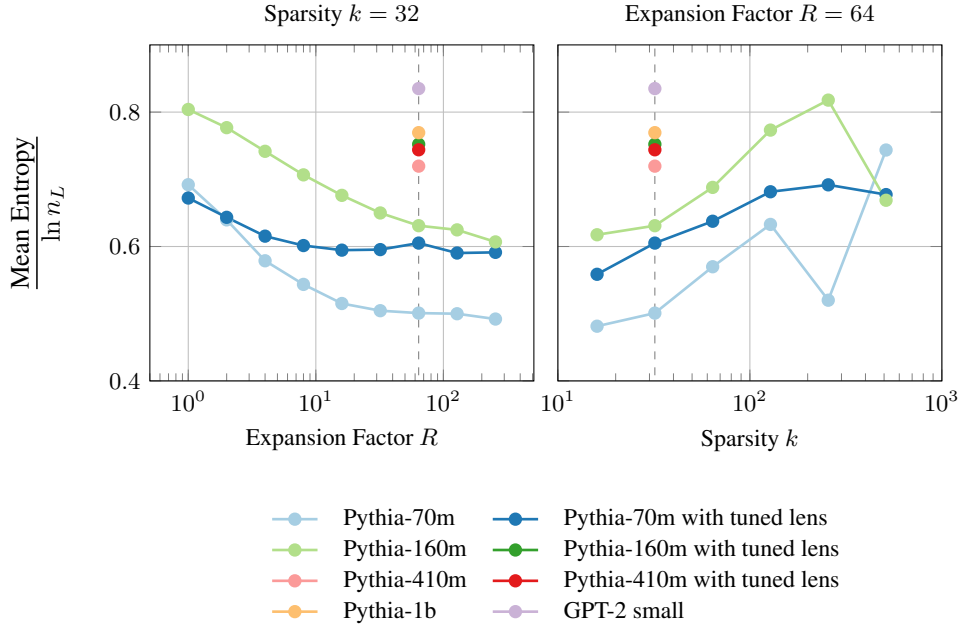 Sparsity k = 32
Expansion Factor R = 64
Mean Entropy
ln n_L
0.8
0.6
0.4
10^0 10^1 10^2
10^1 10^2 10^3
Expansion Factor R
Sparsity k
Pythia-70m
Pythia-70m with tuned lens
Pythia-160m
Pythia-160m with tuned lens
Pythia-410m
Pythia-410m with tuned lens
Pythia-1b
GPT-2 small